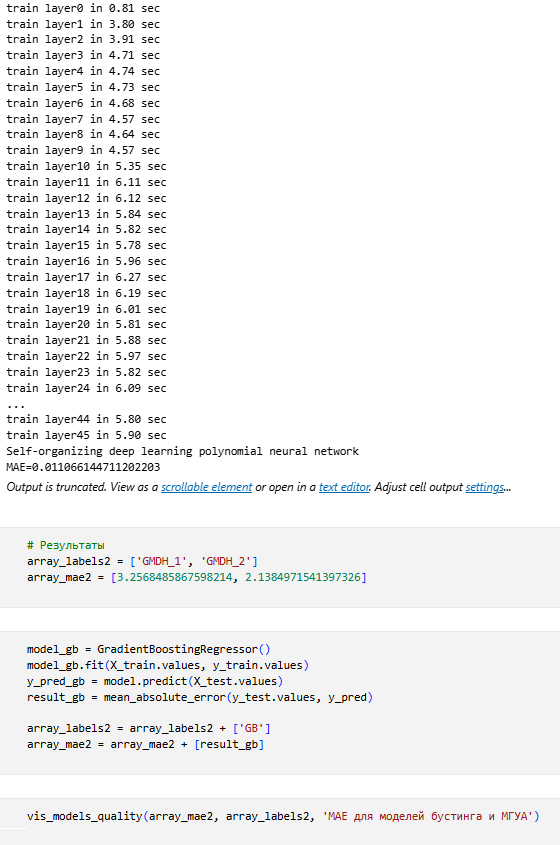 train layer0 in 0.81 sec
train layer1 in 3.80 sec
train layer2 in 3.91 sec
train layer3 in 4.71 sec
train layer4 in 4.74 sec
train layer5 in 4.73 sec
train layer6 in 4.68 sec
train layer7 in 4.57 sec
train layer8 in 4.64 sec
train layer9 in 4.57 sec
train layer10 in 5.35 sec
train layer11 in 6.11 sec
train layer12 in 6.12 sec
train layer13 in 5.84 sec
train layer14 in 5.82 sec
train layer15 in 5.78 sec
train layer16 in 5.96 sec
train layer17 in 6.27 sec
train layer18 in 6.19 sec
train layer19 in 6.01 sec
train layer20 in 5.81 sec
train layer21 in 5.88 sec
train layer22 in 5.97 sec
train layer23 in 5.82 sec
train layer24 in 6.09 sec
...
train layer44 in 5.80 sec
train layer45 in 5.90 sec
Self-organizing deep learning polynomial neural network
MAE=0.011066144711202203
Output is truncated. View as a scrollable element or open in a text editor. Adjust cell output settings...
# Результаты
array_labels2 = ['GMDH_1', 'GMDH_2']
array_mae2 = [3.2568485867598214, 2.1384971541397326]
model_gb = GradientBoostingRegressor()
model_gb.fit(X_train.values, y_train.values)
y_pred_gb = model.predict(X_test.values)
result_gb = mean_absolute_error(y_test.values, y_pred)
array_labels2 = array_labels2 + ['GB']
array_mae2 = array_mae2 + [result_gb]
vis_models_quality(array_mae2, array_labels2, 'MAE для моделей бустинга и МГУА')